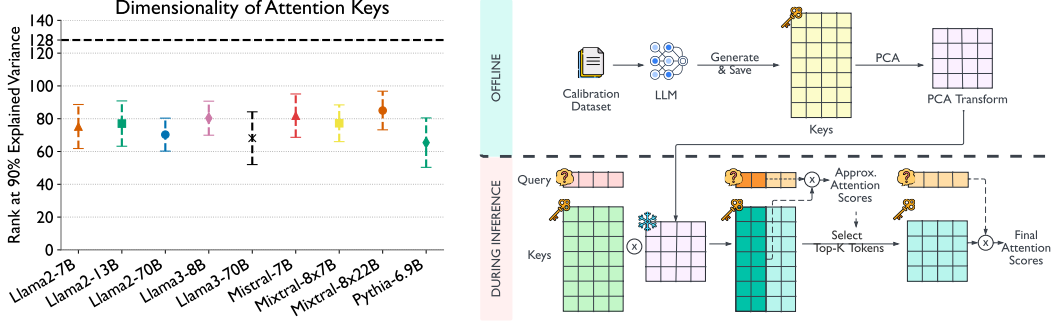 Dimensionality of Attention Keys
Rank at 90% Explained Variance
140
128
120
100
80
60
40
20
0
Llama2-7B
Llama2-13B
Llama2-70B
Llama3-8B
Llama3-70B
Mistral-7B
Mixtral-8x7B
Mixtral-8x22B
Pythia-6.9B
OFFLINE
Calibration
Dataset
LLM
Generate
& Save
Keys
PCA
PCA Transform
DURING INFERENCE
Query
?
Keys
x
?
x
Approx.
Attention
Scores
Select
Top-K Tokens
?
x
Final
Attention
Scores